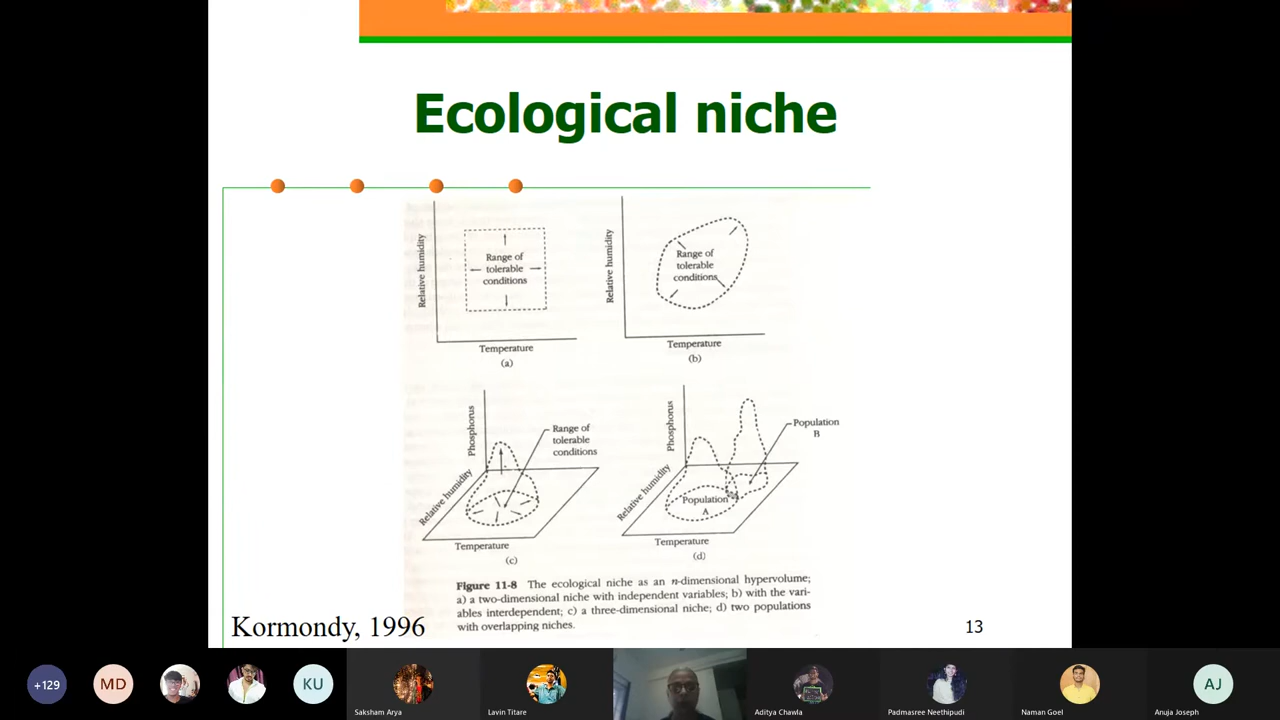 Ecological niche
Relative humidity
Range of
tolerable
conditions
Temperature
(a)
Relative humidity
Range of
tolerable
conditions
Temperature
(b)
Phosphorus
Range of
tolerable
conditions
Relative humidity
Temperature
(c)
Phosphorus
Population
B
Relative humidity
Population
A
Temperature
(d)
Figure 11-8 The ecological niche as an n-dimensional hypervolume;
a) a two-dimensional niche with independent variables; b) with the vari-
ables interdependent; c) a three-dimensional niche; d) two populations
with overlapping niches.
Kormondy, 1996
13
+129
MD
KU
Saksham Arya
Lavin Titare
Aditya Chawla
Padmasree Neethipudi
Naman Goel
AJ
Anuja Joseph